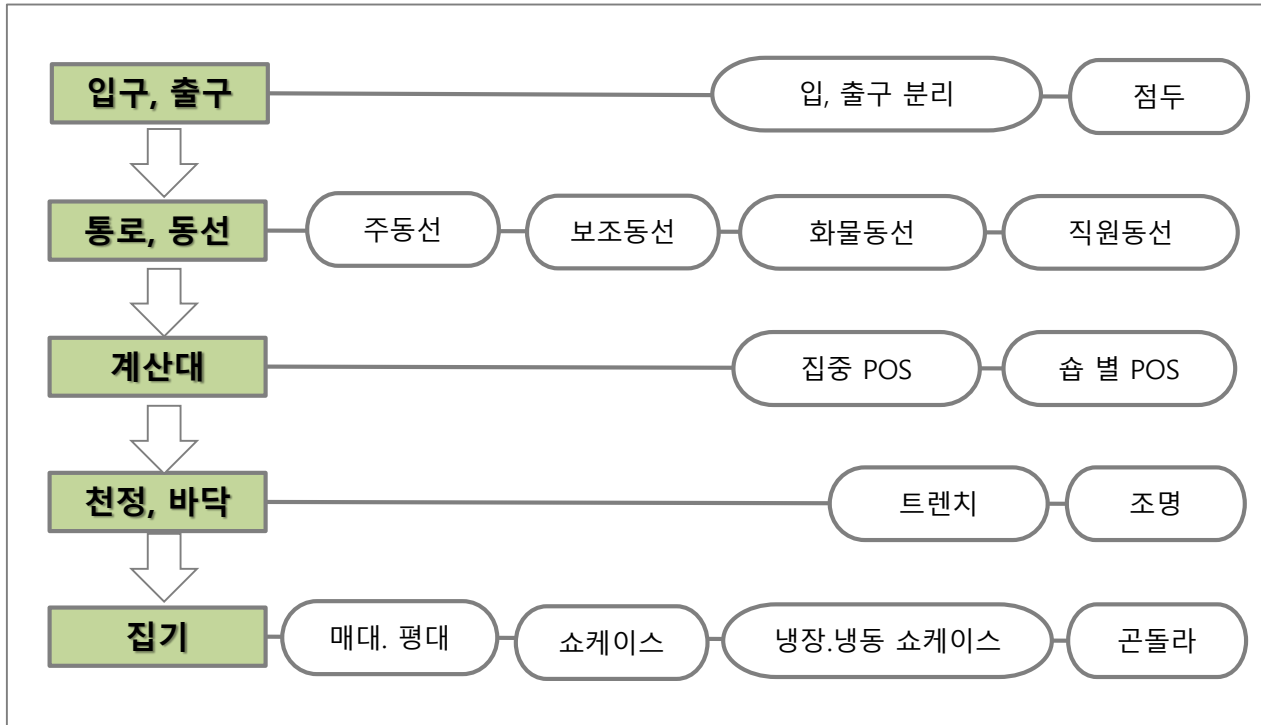 입구, 출구
입, 출구 분리
점두
통로, 동선
주동선
보조동선
화물동선
직원동선
계산대
집중 POS
숍 별 POS
천정, 바닥
트렌치
조명
집기
매대. 평대
쇼케이스
냉장.냉동 쇼케이스
곤돌라